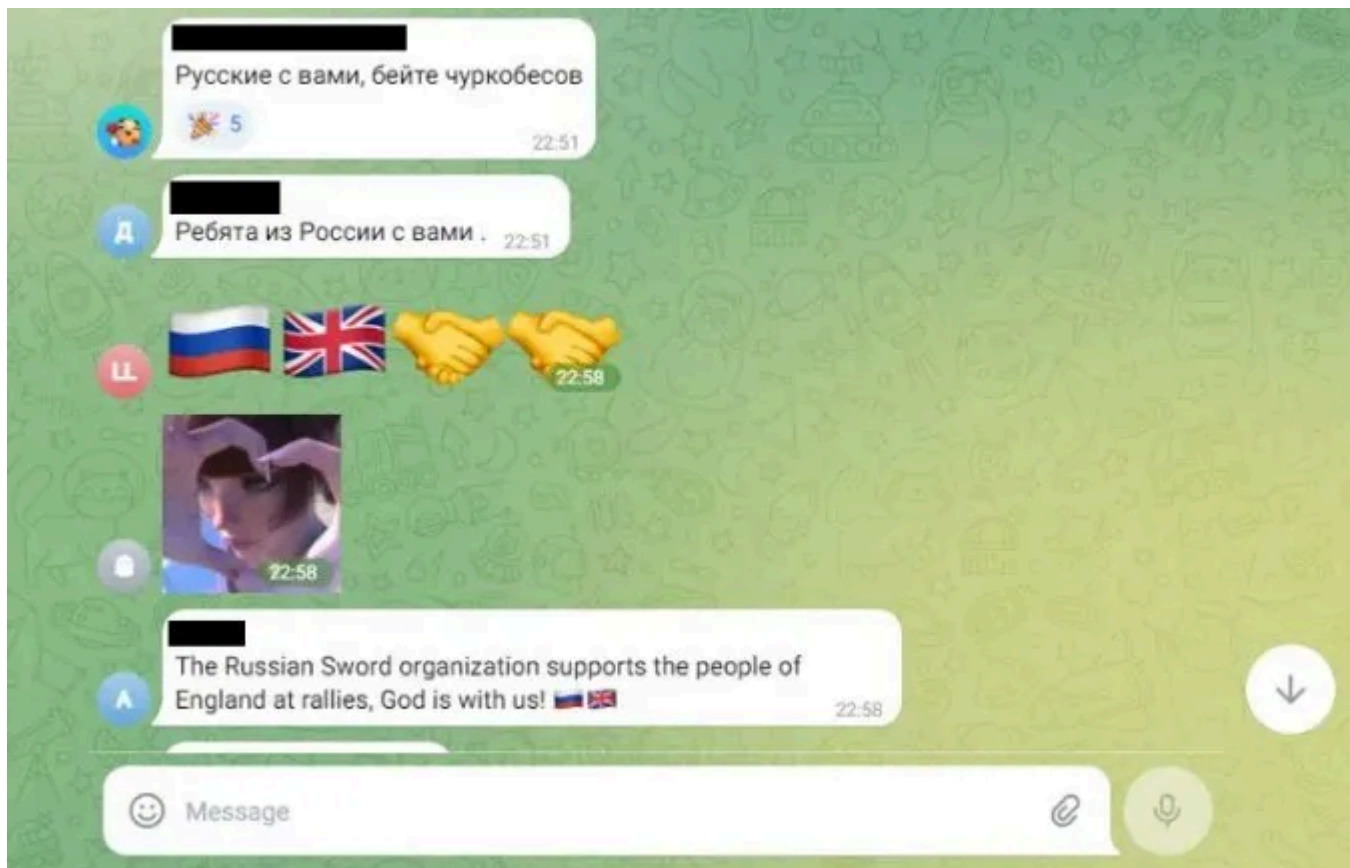 Русские с вами, бейте чуркобесов
5
22:51
Д
Ребята из России с вами .
22:51
22:58
22:58
The Russian Sword organization supports the people of
England at rallies, God is with us!
22:58
А
Message